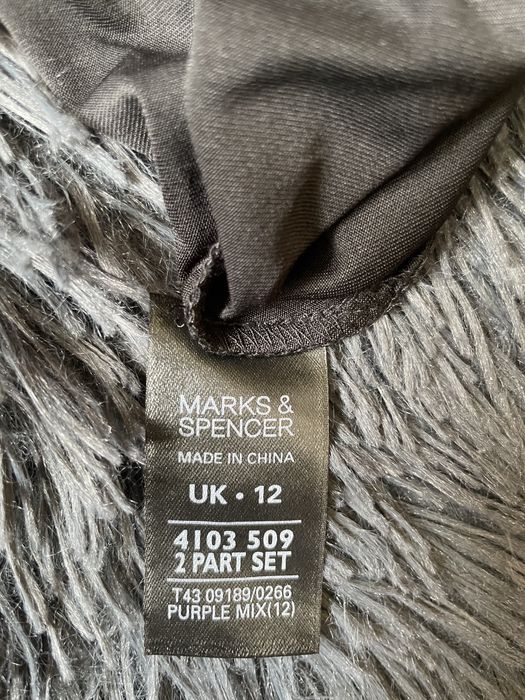 MARKS &
SPENCER
MADE IN CHINA
UK • 12
4103 509
2 PART SET
T43 09189/0266
PURPLE MIX(12)